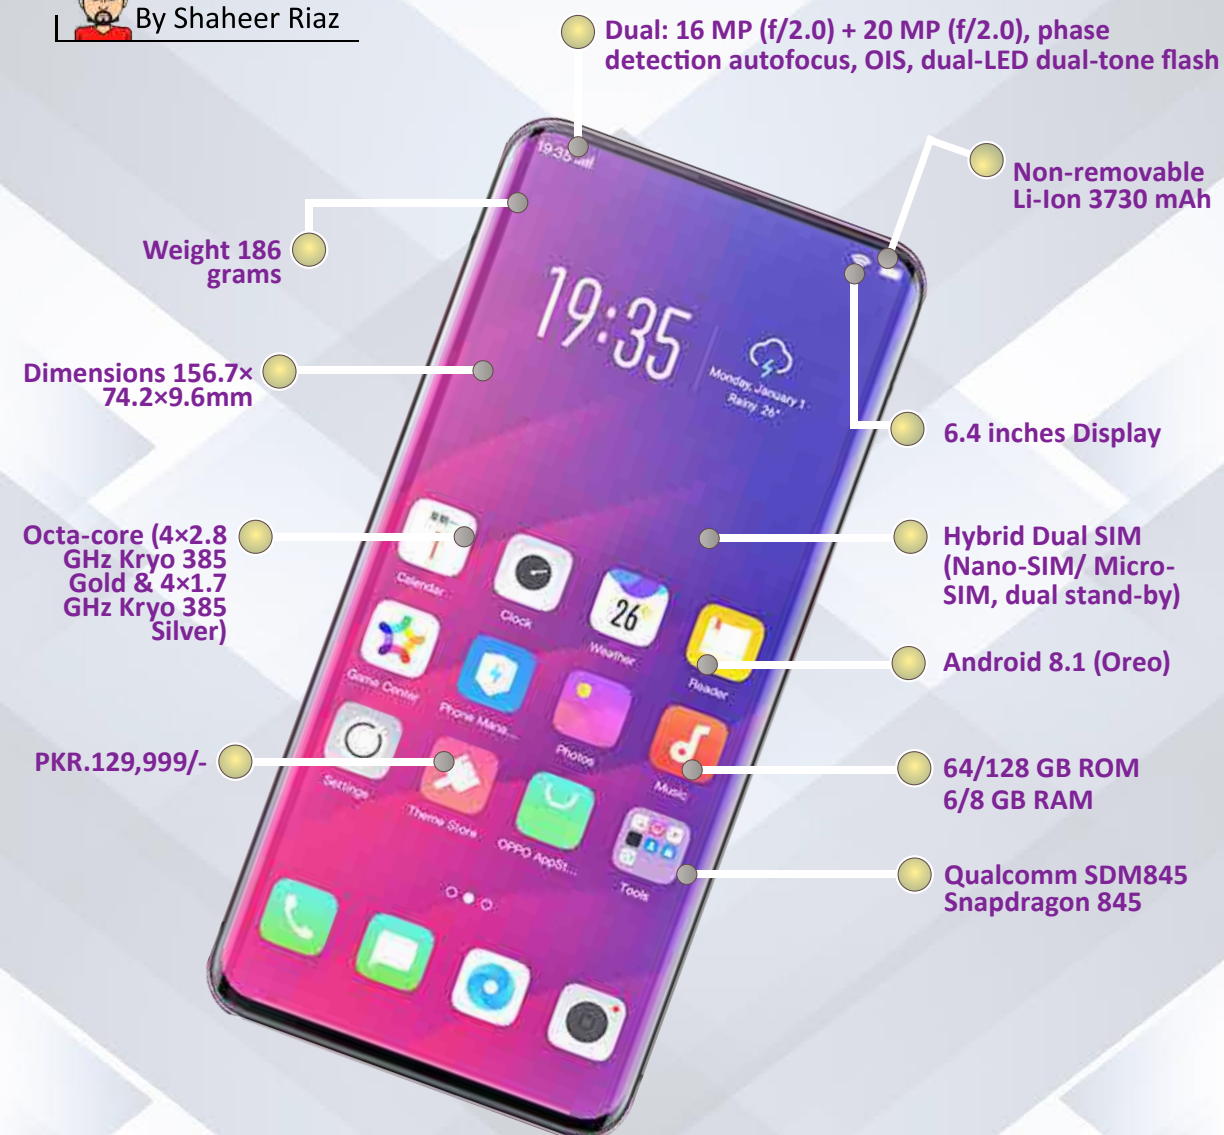 By Shaheer Riaz
Dual: 16 MP (f/2.0) + 20 MP (f/2.0), phase
detection autofocus, OIS, dual-LED dual-tone flash
Non-removable
Li-Ion 3730 mAh
Weight 186
grams
Dimensions 156.7×
74.2×9.6mm
6.4 inches Display
Octa-core (4×2.8
GHz Kryo 385
Gold & 4×1.7
GHz Kryo 385
Silver)
Hybrid Dual SIM
(Nano-SIM/ Micro-
SIM, dual stand-by)
Android 8.1 (Oreo)
PKR.129,999/-
64/128 GB ROM
6/8 GB RAM
Qualcomm SDM845
Snapdragon 845
19:35
19:35
Monday, January 1
Rainy 26°
Calendar
Clock
Weather
26
Reader
Game Center
Phone Mana...
Photos
Music
Settings
Theme Store
OPPO AppSt...
Tools